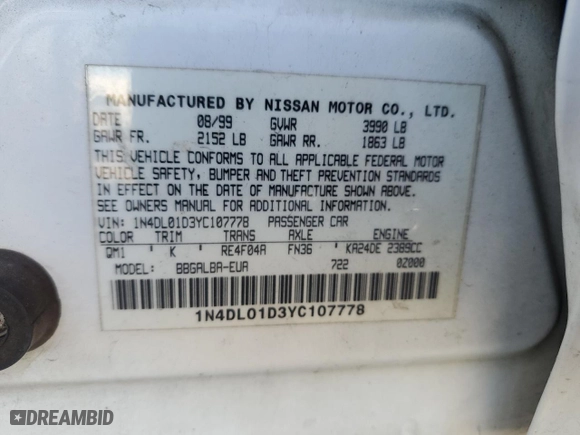 MANUFACTURED BY NISSAN MOTOR CO., LTD.
DATE 08/99 GVWR 3990 LB
GAWR FR. 2152 LB GAWR RR. 1863 LB
THIS VEHICLE CONFORMS TO ALL APPLICABLE FEDERAL MOTOR
VEHICLE SAFETY, BUMPER AND THEFT PREVENTION STANDARDS
IN EFFECT ON THE DATE OF MANUFACTURE SHOWN ABOVE.
SEE OWNERS MANUAL FOR ADDITIONAL INFORMATION.
VIN: 1N4DL01D3YC107778 PASSENGER CAR
COLOR TRIM TRANS AXLE ENGINE
QM1 K RE4F04A FN36 KA24DE 2389CC
MODEL: BBGALBA-EUA 722 0Z000
1N4DL01D3YC107778
DREAMBID